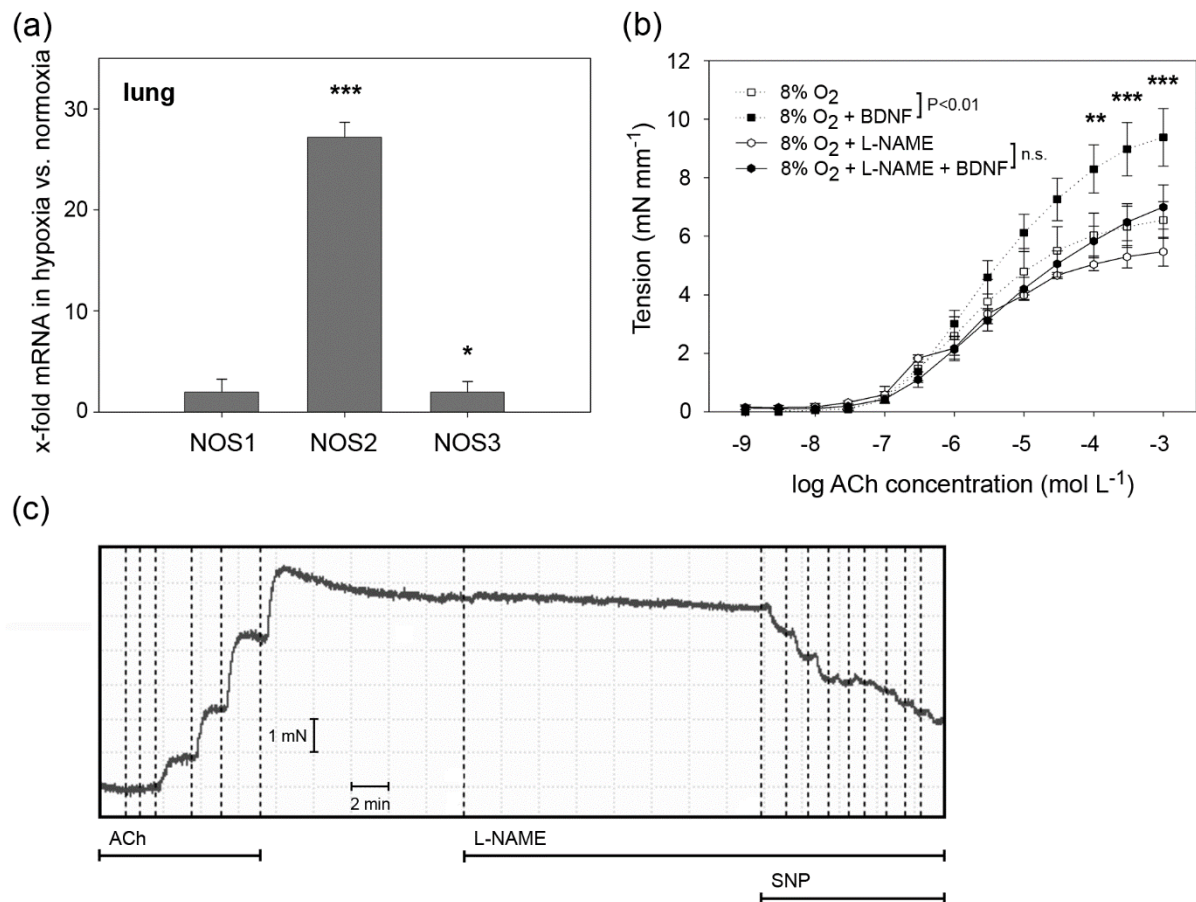 (a)
x-fold mRNA in hypoxia vs. normoxia
lung
30
20
10
0
***
*
NOS1 NOS2 NOS3
(b)
Tension (mN mm⁻¹)
12
10
8
6
4
2
0
8% O₂
8% O₂ + BDNF
P<0.01
8% O₂ + L-NAME
8% O₂ + L-NAME + BDNF
n.s.
** *** ***
-9 -8 -7 -6 -5 -4 -3
log ACh concentration (mol L⁻¹)
(c)
1 mN
2 min
ACh
L-NAME
SNP